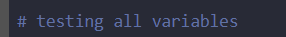 # testing all variables